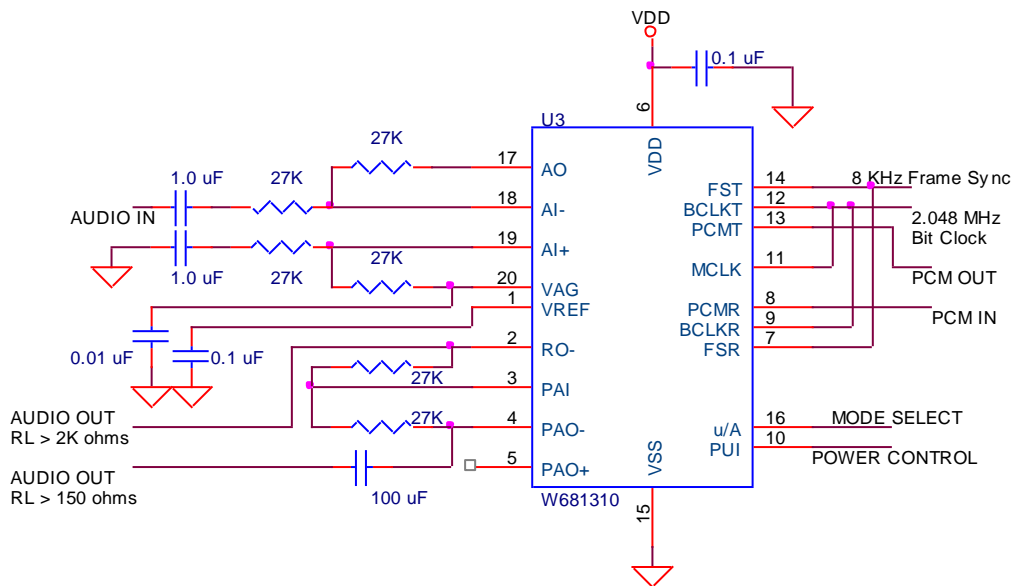 VDD
0.1 uF
6
U3
27K
17
AO
VDD
14
8 KHz Frame Sync
1.0 uF
27K
FST
18
AI-
12
BCLKT
AUDIO IN
13
2.048 MHz
PCMT
Bit Clock
19
AI+
11
MCLK
1.0 uF
27K
27K
PCM OUT
20
VAG
1
VREF
8
PCMR
PCM IN
9
BCLKR
0.01 uF
0.1 uF
2
RO-
7
FSR
27K
3
PAI
AUDIO OUT
RL > 2K ohms
27K
4
PAO-
16
u/A
MODE SELECT
10
PUI
POWER CONTROL
AUDIO OUT
RL > 150 ohms
5
PAO+
VSS
100 uF
W681310
15